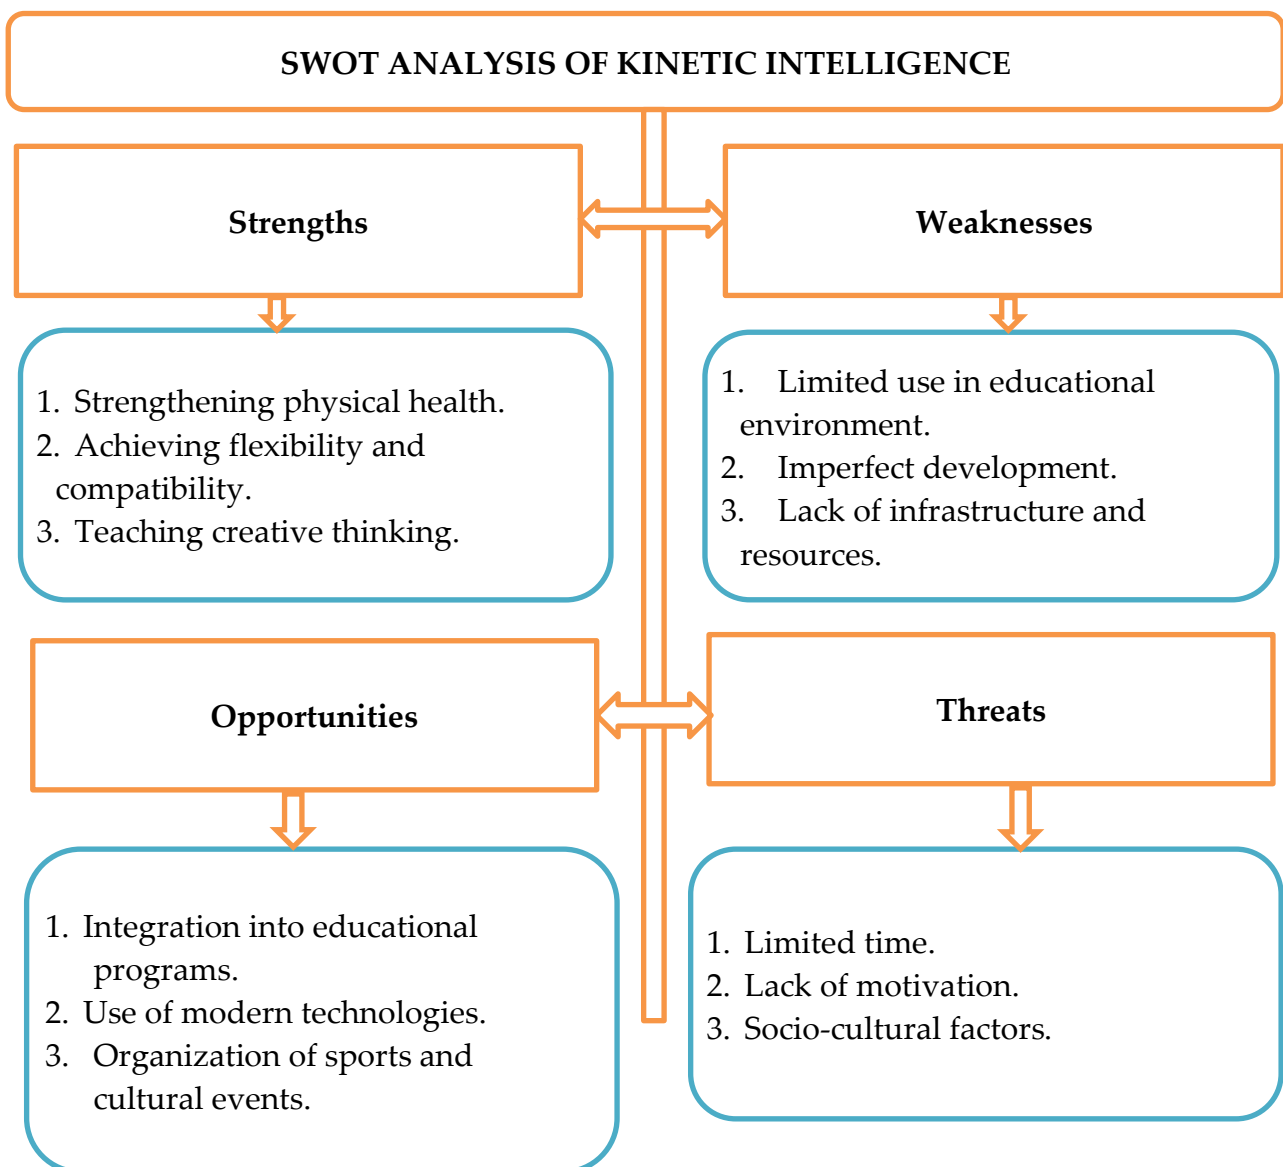 SWOT ANALYSIS OF KINETIC INTELLIGENCE
Strengths
Weaknesses
1. Strengthening physical health.
2. Achieving flexibility and
compatibility.
3. Teaching creative thinking.
1. Limited use in educational
environment.
2. Imperfect development.
3. Lack of infrastructure and
resources.
Opportunities
Threats
1. Integration into educational
programs.
2. Use of modern technologies.
3. Organization of sports and
cultural events.
1. Limited time.
2. Lack of motivation.
3. Socio-cultural factors.